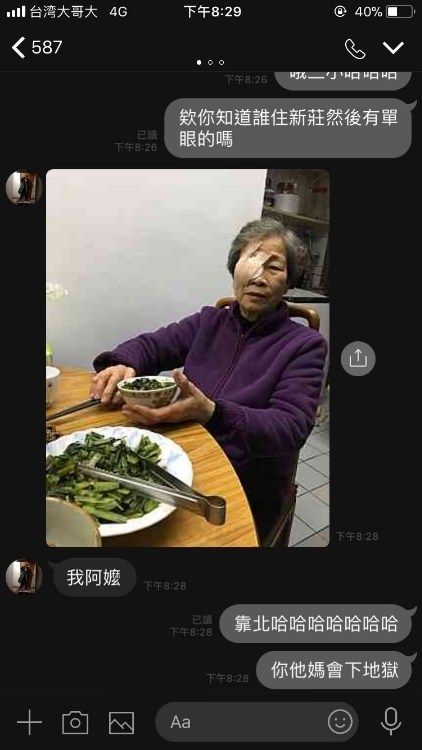 台湾大哥大 4G 下午8:29 40%
587
下午8:26
欸你知道誰住新莊然後有單
眼的嗎
已讀
下午8:26
下午8:28
我阿嬤
下午8:28
靠北哈哈哈哈哈哈哈
已讀
下午8:28
你他媽會下地獄
下午8:28
Aa